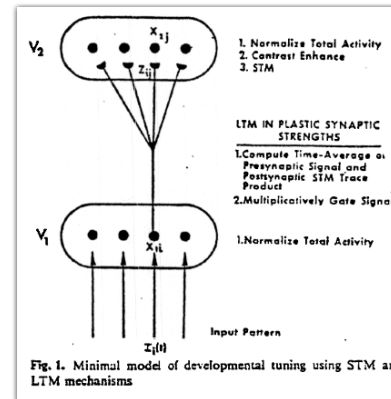 V2
x1j
zij
1. Normalize Total Activity
2. Contrast Enhance
3. STM
LTM IN PLASTIC SYNAPTIC
STRENGTHS
1.Compute Time-Average o
Presynaptic Signal and
Postsynaptic STM Trace
Product
2.Multiplicatively Gate Signa
V1
x1i
1.Normalize Total Activity
Ii(t)
Input Pattern
Fig. 1. Minimal model of developmental tuning using STM an
LTM mechanisms